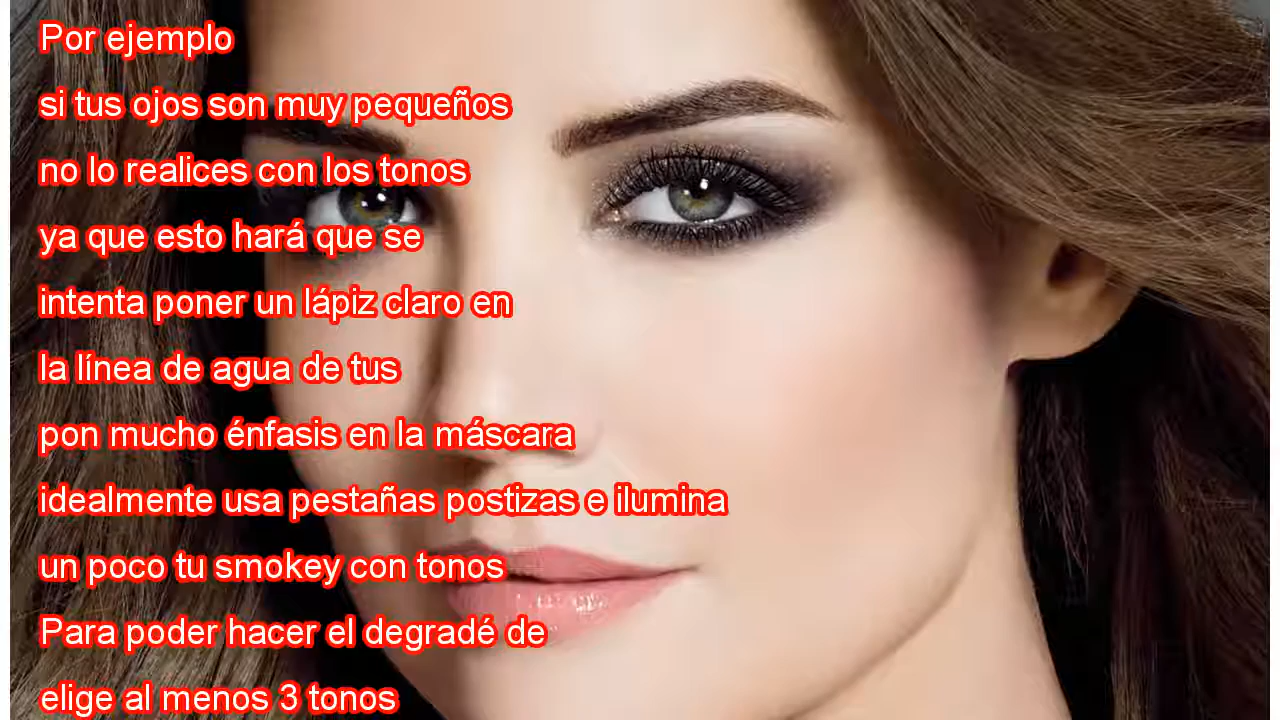 Por ejemplo
si tus ojos son muy pequeños
no lo realices con los tonos
ya que esto hará que se
intenta poner un lápiz claro en
la línea de agua de tus
pon mucho énfasis en la máscara
idealmente usa pestañas postizas e ilumina
un poco tu smokey con tonos
Para poder hacer el degradé de
elige al menos 3 tonos